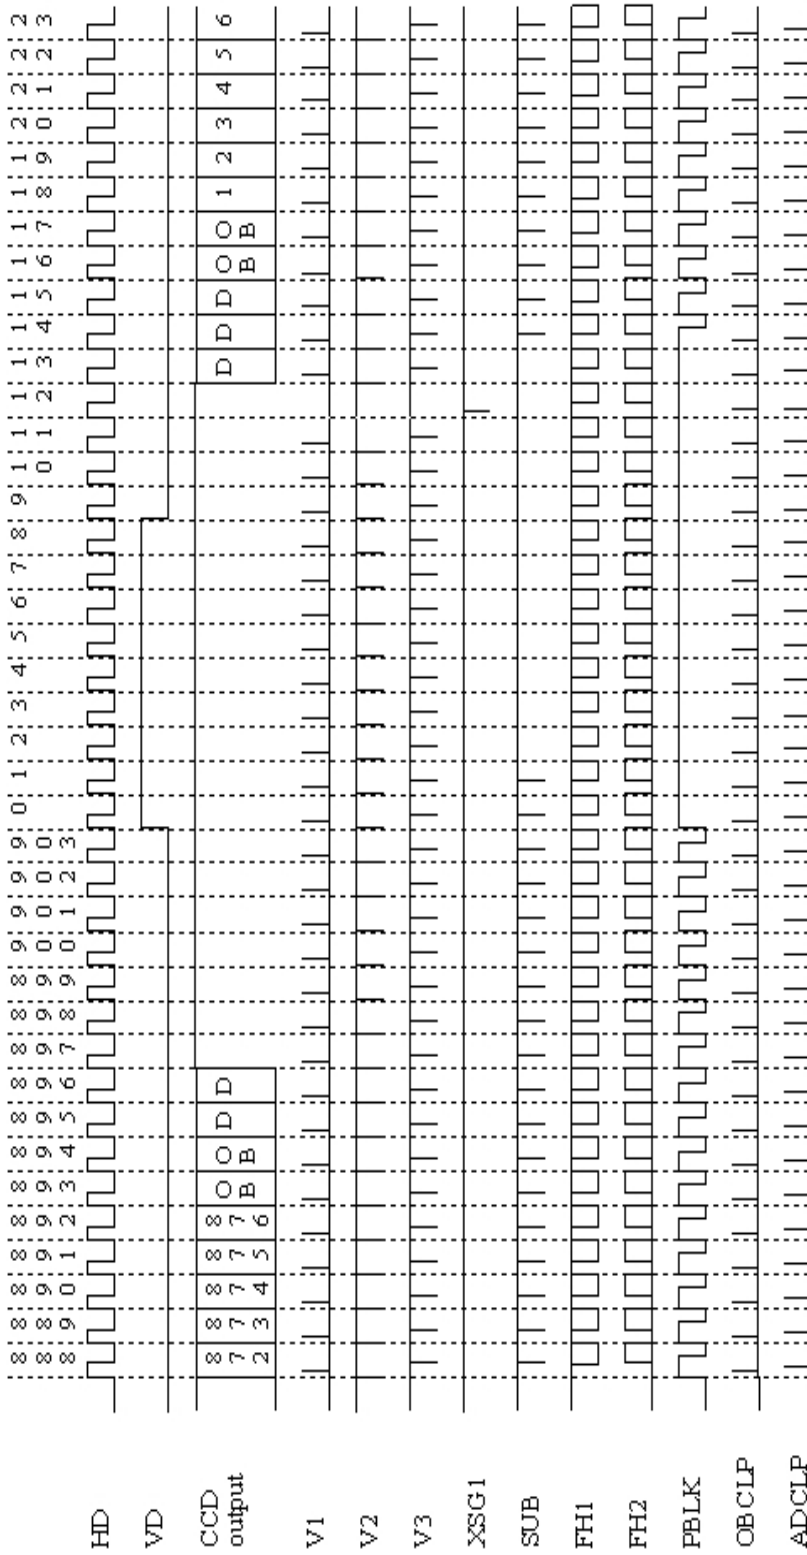 888 889 890 891 892 893 894 895 896 897 898 899 900 901 902 903 0 1 2 3 4 5 6 7 8 9 10 11 12 13 14 15 16 17 18 19 20 21 22 23
HD
VD
CCD output 872 873 874 875 876 OB OB D D D D D OB OB 1 2 3 4 5 6
V1
V2
V3
XSG1
SUB
FH1
FH2
PBLK
OBCLP
ADCLP